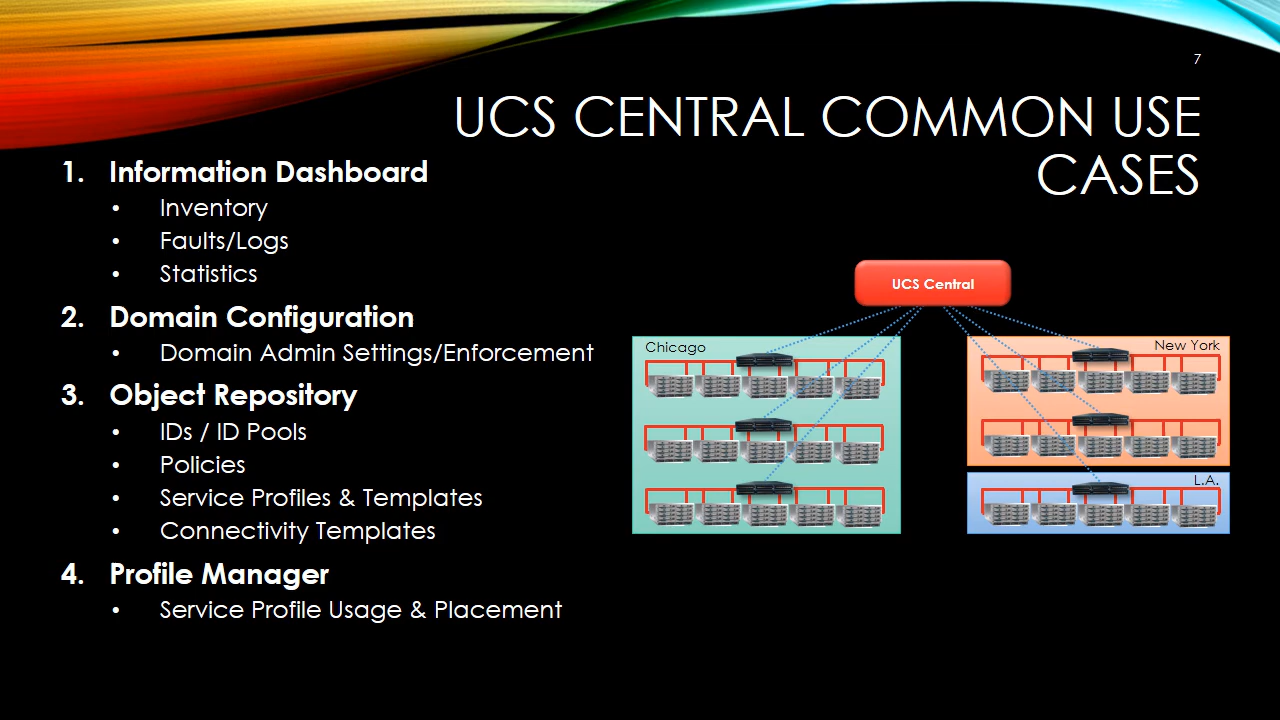 7
UCS CENTRAL COMMON USE
CASES
1. Information Dashboard
• Inventory
• Faults/Logs
• Statistics
2. Domain Configuration
• Domain Admin Settings/Enforcement
3. Object Repository
• IDs / ID Pools
• Policies
• Service Profiles & Templates
• Connectivity Templates
4. Profile Manager
• Service Profile Usage & Placement
UCS Central
Chicago
New York
L.A.